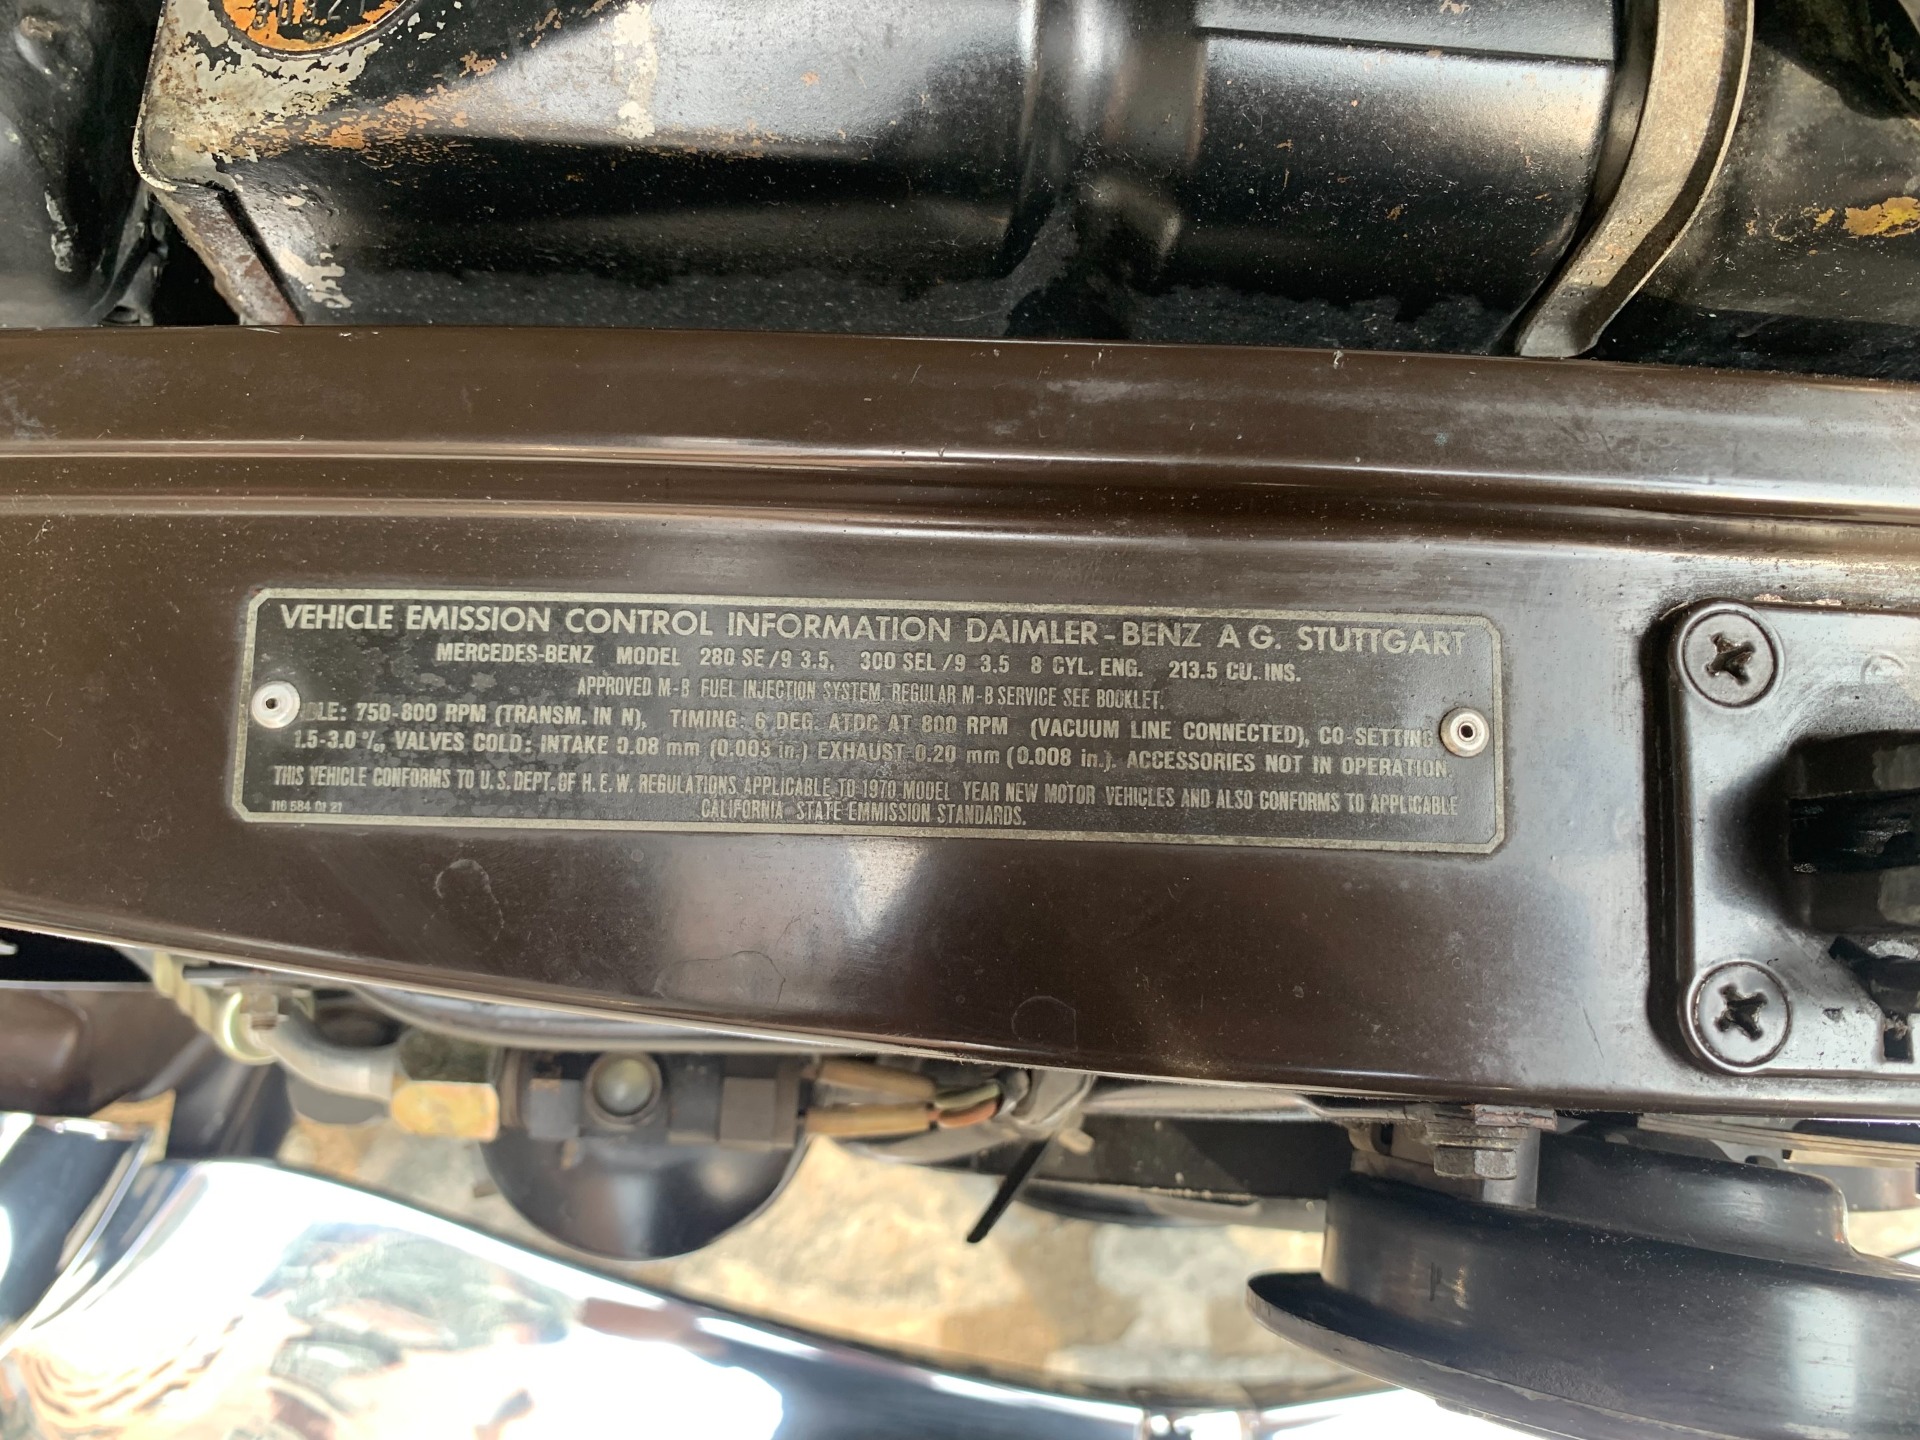 VEHICLE EMISSION CONTROL INFORMATION DAIMLER-BENZ A G. STUTTGART
MERCEDES-BENZ MODEL 280 SE/9 3.5, 300 SEL/9 3.5 8 CYL. ENG. 213.5 CU. INS.
APPROVED M-B FUEL INJECTION SYSTEM. REGULAR M-B SERVICE SEE BOOKLET.
DLE: 750-800 RPM (TRANSM. IN N), TIMING: 6 DEG. ATDC AT 800 RPM (VACUUM LINE CONNECTED), CO-SETTING
1.5-3.0 %, VALVES COLD: INTAKE 0.08 mm (0.003 in.) EXHAUST 0.20 mm (0.008 in.). ACCESSORIES NOT IN OPERATION.
THIS VEHICLE CONFORMS TO U.S. DEPT. OF H. E. W. REGULATIONS APPLICABLE TO 1970 MODEL YEAR NEW MOTOR VEHICLES AND ALSO CONFORMS TO APPLICABLE
CALIFORNIA STATE EMMISSION STANDARDS.
116 584 01 21